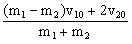 (m₁ − m₂)v₁₀ + 2v₂₀
m₁ + m₂